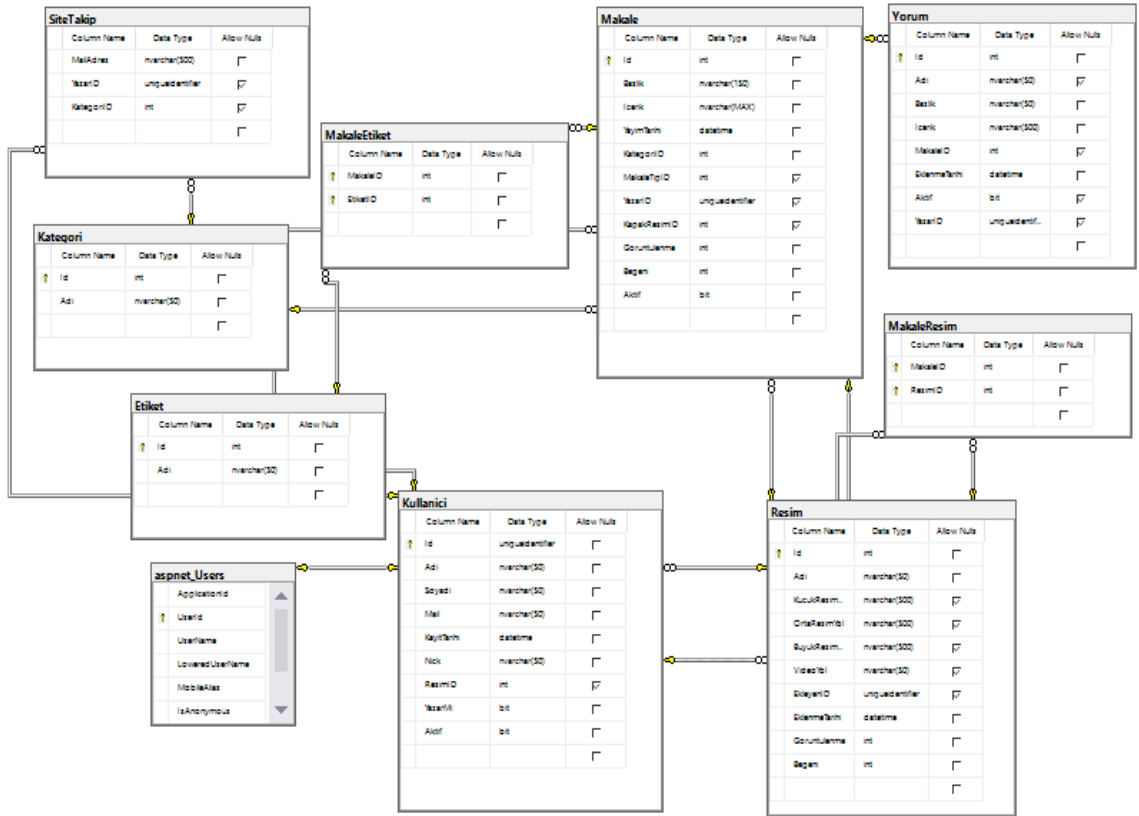 SiteTakip
Column Name Data Type Allow Nulls
MailAdres nvarchar(500)
YazarID uniqueidentifier
KategoriID int
Makale
Column Name Data Type Allow Nulls
Id int
Baslik nvarchar(150)
Icerik nvarchar(MAX)
YayimTarihi datetime
KategoriID int
MakaleTipiID int
YazarID uniqueidentifier
KapakResimID int
Goruntulenme int
Begeni int
Aktif bit
Yorum
Column Name Data Type Allow Nulls
Id int
Adi nvarchar(50)
Baslik nvarchar(50)
Icerik nvarchar(500)
MakaleID int
EklenmeTarihi datetime
Aktif bit
YazarID uniqueidentif...
MakaleEtiket
Column Name Data Type Allow Nulls
MakaleID int
EtiketID int
Kategori
Column Name Data Type Allow Nulls
Id int
Adi nvarchar(50)
MakaleResim
Column Name Data Type Allow Nulls
MakaleID int
ResimID int
Etiket
Column Name Data Type Allow Nulls
Id int
Adi nvarchar(50)
Kullanici
Column Name Data Type Allow Nulls
Id uniqueidentifier
Adi nvarchar(50)
Soyadi nvarchar(50)
Mail nvarchar(50)
KayitTarihi datetime
Nick nvarchar(50)
ResimID int
YazarMi bit
Aktif bit
Resim
Column Name Data Type Allow Nulls
Id int
Adi nvarchar(50)
KucukResim... nvarchar(500)
OrtaResimYol nvarchar(500)
BuyukResim... nvarchar(500)
VideoYol nvarchar(50)
EkleyenID uniqueidentifier
EklenmeTarihi datetime
Goruntulenme int
Begeni int
aspnet_Users
ApplicationId
UserId
UserName
LoweredUserName
MobileAlias
IsAnonymous